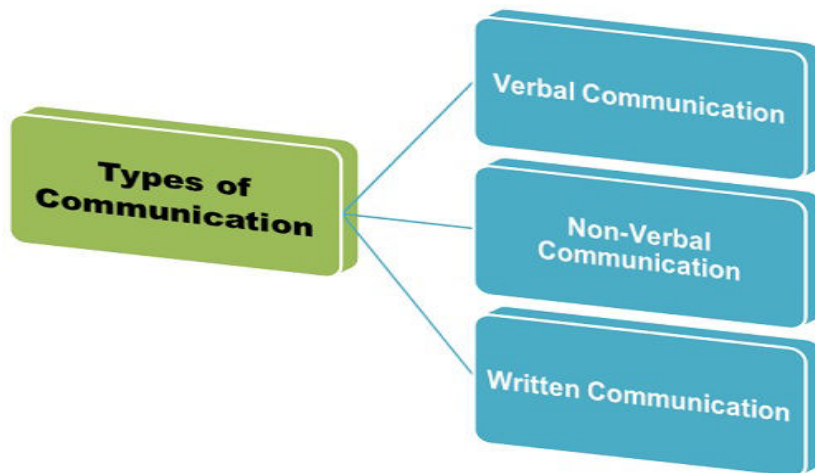 Types of
Communication
Verbal Communication
Non-Verbal
Communication
Written Communication